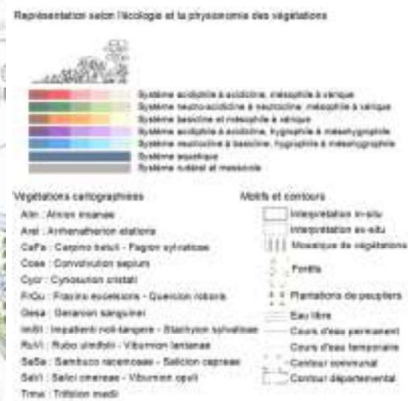 Représentation selon l'écologie et la physionomie des végétations
Système acidiphile à acidicline, mésophile à xérique
Système neutro-acidicline à neutrocline, mésophile à xérique
Système basicline et mésophile à xérique
Système acidiphile à acidicline, hygrophile à mésohygrophile
Système neutrocline à basicline, hygrophile à mésohygrophile
Système aquatique
Système rudéral et messicole
Végétations cartographiées
Alin : Alnion incanae
Arel : Arrhenatherion elatioris
CaFa : Carpino betuli - Fagion sylvaticae
Cose : Convolvulion sepium
Cycr : Cynosurion cristati
FrQu : Fraxino excelsioris - Quercion roboris
Gesa : Geranion sanguinei
ImSt : Impatienti noli-tangere - Stachyion sylvaticae
RuVi : Rubo ulmifolii - Viburnion lantanae
SaSa : Sambuco racemosae - Salicion capreae
SaVi : Salici cinereae - Viburnion opuli
Trme : Trifolion medii
Motifs et contours
Interprétation in-situ
Interprétation ex-situ
Mosaïque de végétations
Forêts
Plantations de peupliers
Eau libre
Cours d'eau permanent
Cours d'eau temporaire
Contour communal
Contour départemental